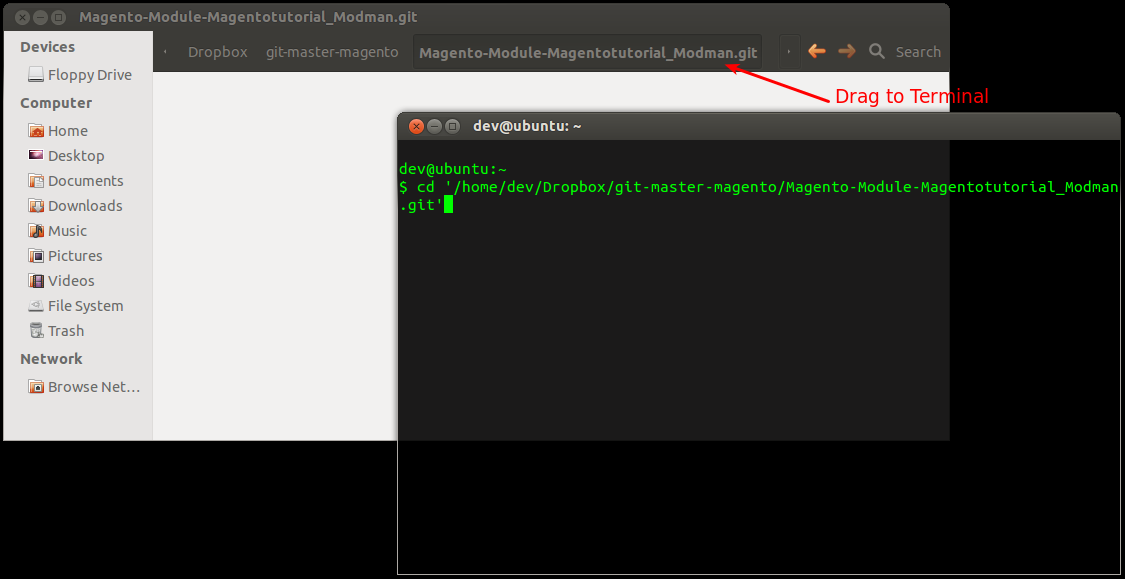 Magento-Module-Magentotutorial_Modman.git
Devices
Floppy Drive
Computer
Home
Desktop
Documents
Downloads
Music
Pictures
Videos
File System
Trash
Network
Browse Net...
Dropbox git-master-magento Magento-Module-Magentotutorial_Modman.git Search
Drag to Terminal
dev@ubuntu: ~
dev@ubuntu:~
$ cd '/home/dev/Dropbox/git-master-magento/Magento-Module-Magentotutorial_Modman
.git'